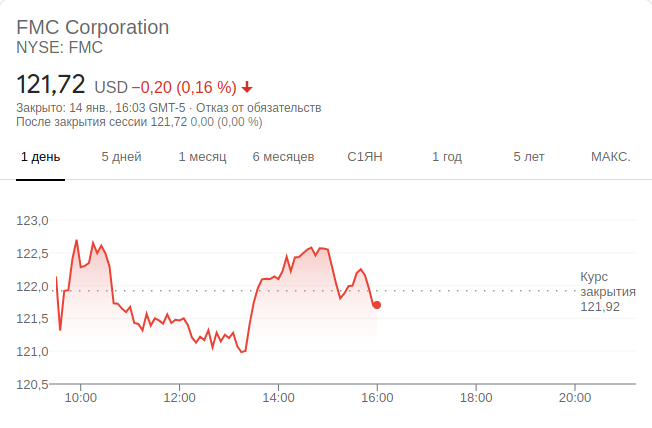 FMC Corporation
NYSE: FMC
121,72 USD −0,20 (0,16 %)
Закрыто: 14 янв., 16:03 GMT-5 · Отказ от обязательств
После закрытия сессии 121,72 0,00 (0,00 %)
1 день 5 дней 1 месяц 6 месяцев С1ЯН 1 год 5 лет МАКС.
123,0
122,5
122,0
121,5
121,0
120,5
Курс
закрытия
121,92
10:00 12:00 14:00 16:00 18:00 20:00